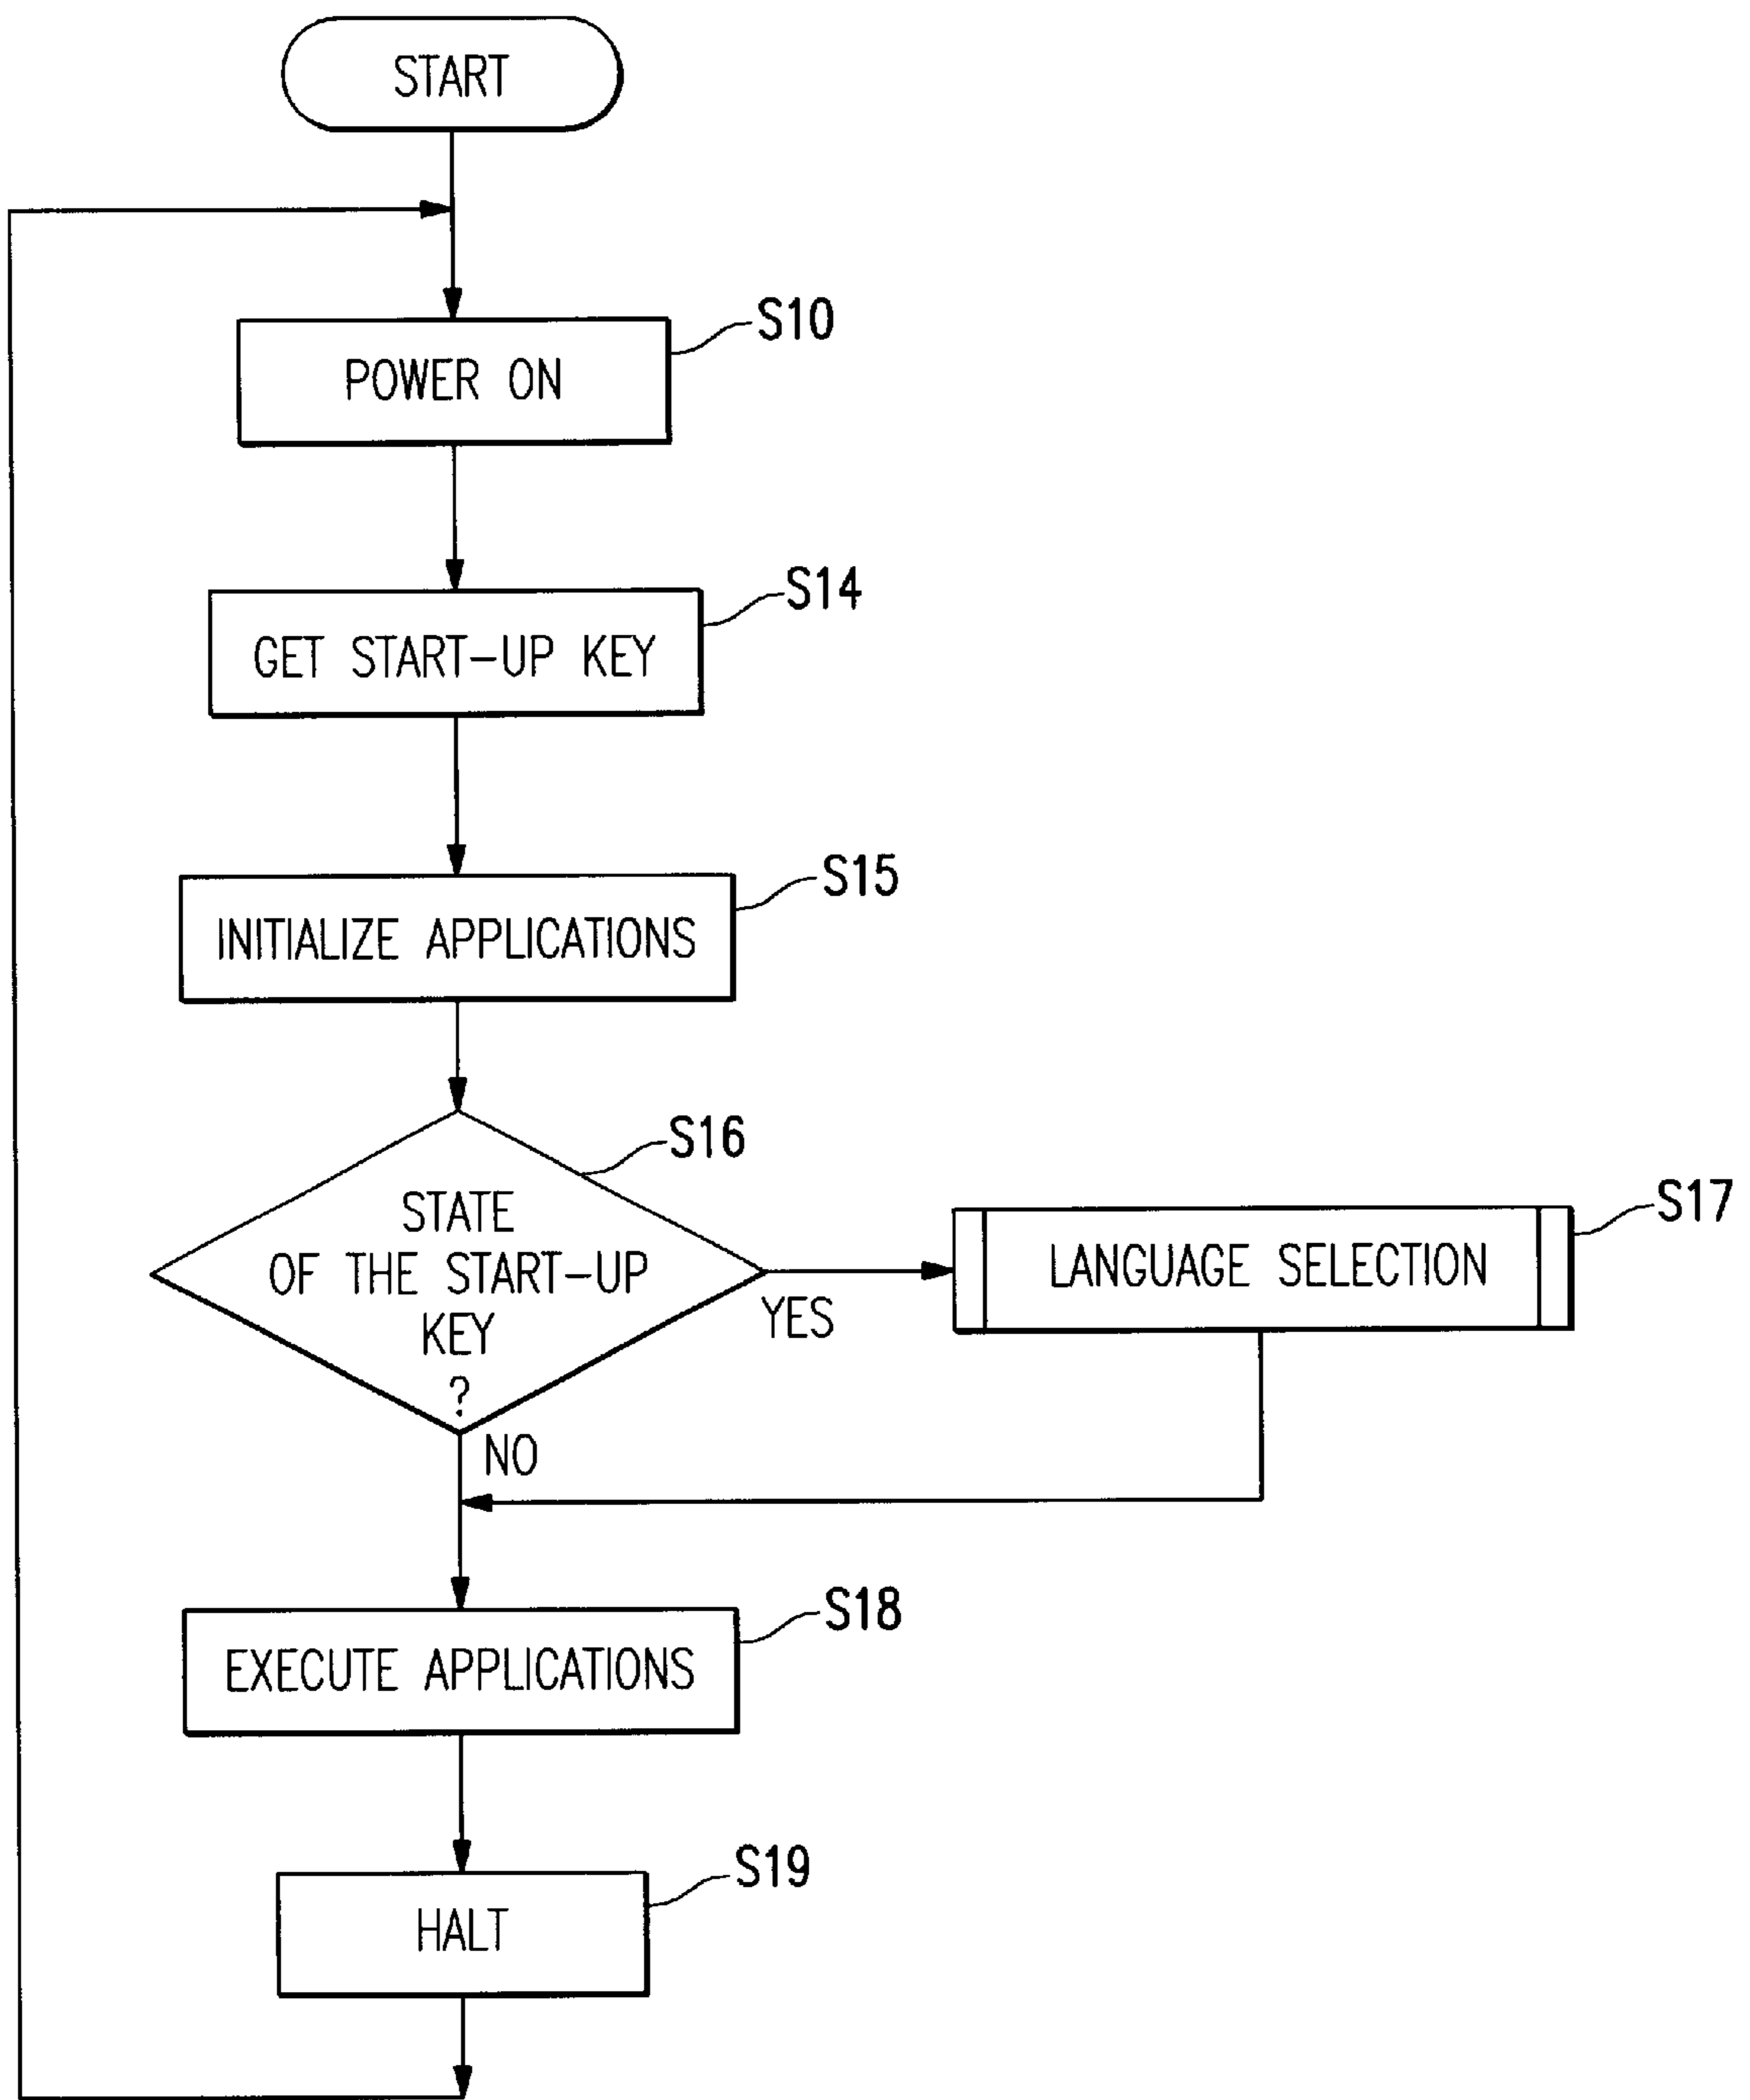 START
S10
POWER ON
S14
GET START-UP KEY
S15
INITIALIZE APPLICATIONS
S16
STATE
OF THE START-UP
KEY
?
YES
S17
LANGUAGE SELECTION
NO
S18
EXECUTE APPLICATIONS
S19
HALT